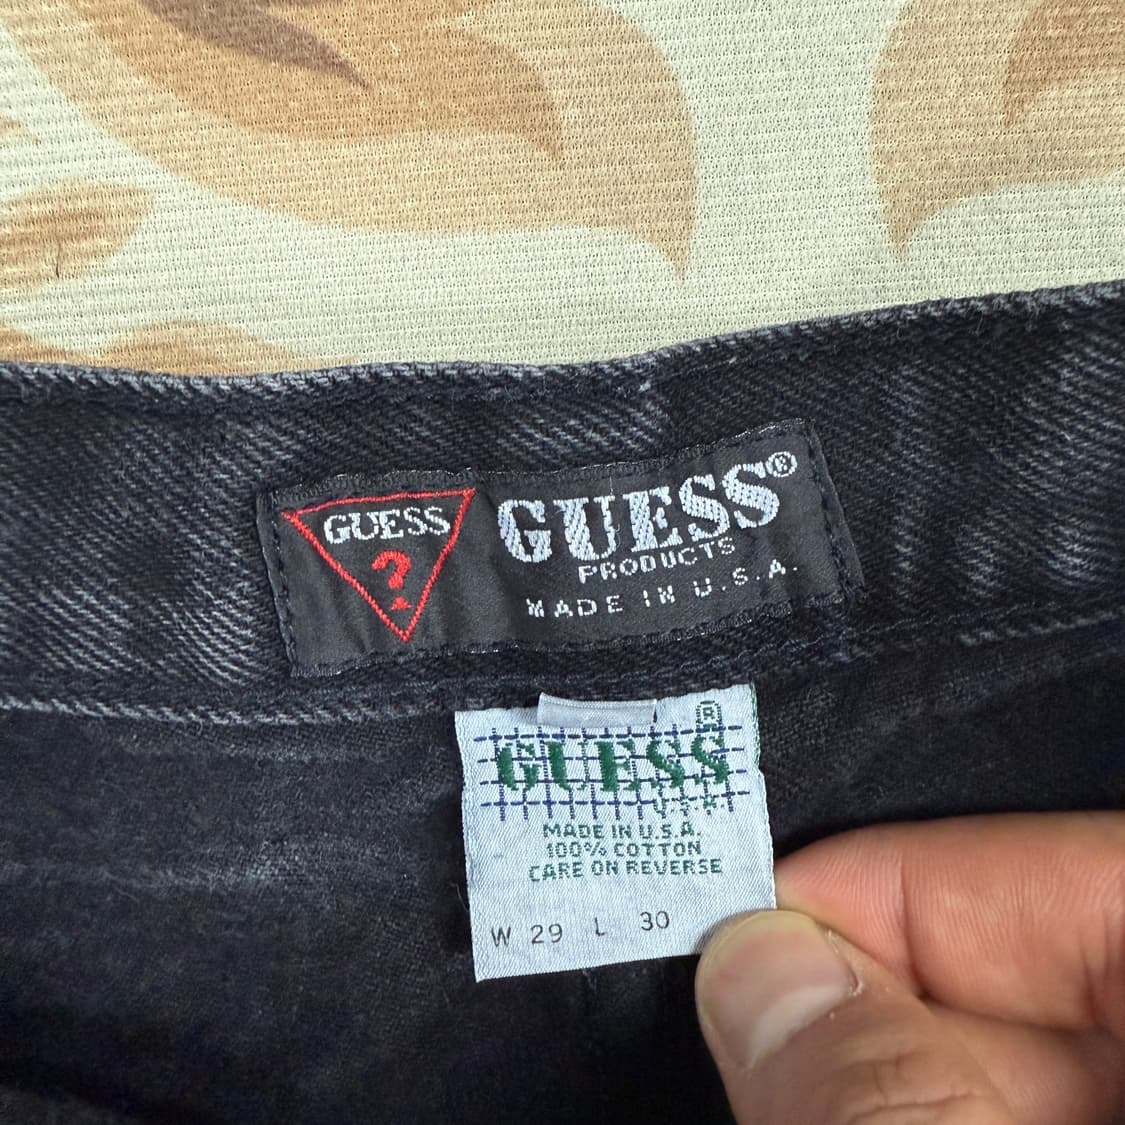 GUESS
?
GUESS®
PRODUCTS
MADE IN U.S.A.
GUESS®
U.S.A.
MADE IN U.S.A.
100% COTTON
CARE ON REVERSE
W 29 L 30